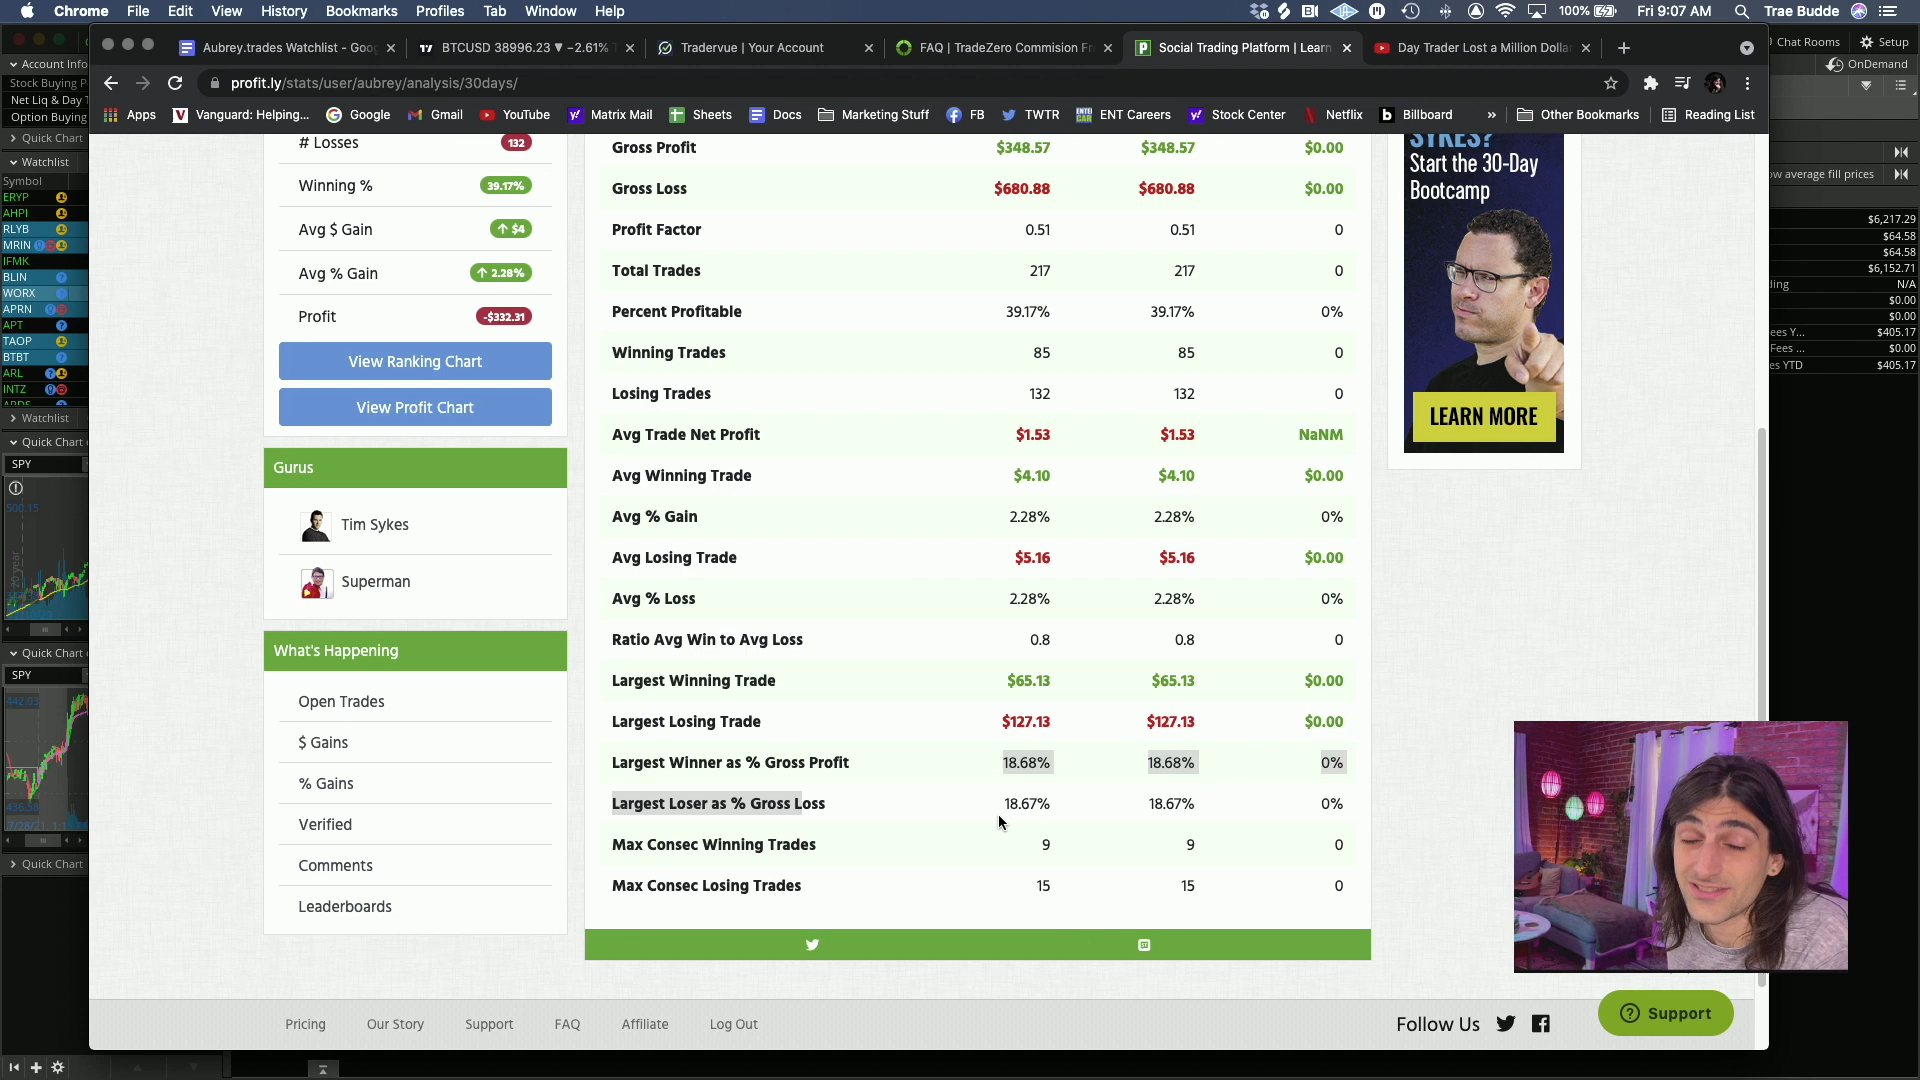 Chrome File Edit View History Bookmarks Profiles Tab Window Help 100% Fri 9:07 AM Trae Budde
Aubrey.trades Watchlist - Goo
BTCUSD 38996.23 ▼ −2.61%
Tradervue | Your Account
FAQ | TradeZero Commision Fr
Social Trading Platform | Learn
Day Trader Lost a Million Dolla
Chat Rooms Setup
Account Info
OnDemand
Stock Buying P
Net Liq & Day T
Option Buying
profit.ly/stats/user/aubrey/analysis/30days/
Apps Vanguard: Helping... Google Gmail YouTube Matrix Mail Sheets Docs Marketing Stuff FB TWTR ENT Careers Stock Center Netflix Billboard » Other Bookmarks Reading List
Quick Chart
Watchlist
Symbol
ERYP
AHPI
RLYB
MRIN
IFMK
BLIN
WORX
APRN
APT
TAOP
BTBT
ARL
INTZ
Watchlist
Quick Chart
SPY
500.15
20 year
Quick Chart
SPY
442.03
436.58
Quick Chart
# Losses 132
Winning % 39.17%
Avg $ Gain ↑ $4
Avg % Gain ↑ 2.28%
Profit -$332.31
View Ranking Chart
View Profit Chart
Gurus
Tim Sykes
Superman
What's Happening
Open Trades
$ Gains
% Gains
Verified
Comments
Leaderboards
Gross Profit $348.57 $348.57 $0.00
Gross Loss $680.88 $680.88 $0.00
Profit Factor 0.51 0.51 0
Total Trades 217 217 0
Percent Profitable 39.17% 39.17% 0%
Winning Trades 85 85 0
Losing Trades 132 132 0
Avg Trade Net Profit $1.53 $1.53 NaNM
Avg Winning Trade $4.10 $4.10 $0.00
Avg % Gain 2.28% 2.28% 0%
Avg Losing Trade $5.16 $5.16 $0.00
Avg % Loss 2.28% 2.28% 0%
Ratio Avg Win to Avg Loss 0.8 0.8 0
Largest Winning Trade $65.13 $65.13 $0.00
Largest Losing Trade $127.13 $127.13 $0.00
Largest Winner as % Gross Profit 18.68% 18.68% 0%
Largest Loser as % Gross Loss 18.67% 18.67% 0%
Max Consec Winning Trades 9 9 0
Max Consec Losing Trades 15 15 0
SYKES?
Start the 30-Day
Bootcamp
LEARN MORE
ow average fill prices
$6,217.29
$64.58
$64.58
$6,152.71
ding N/A
$0.00
$0.00
ees Y... $405.17
Fees ... $0.00
es YTD $405.17
Pricing Our Story Support FAQ Affiliate Log Out
Follow Us
Support